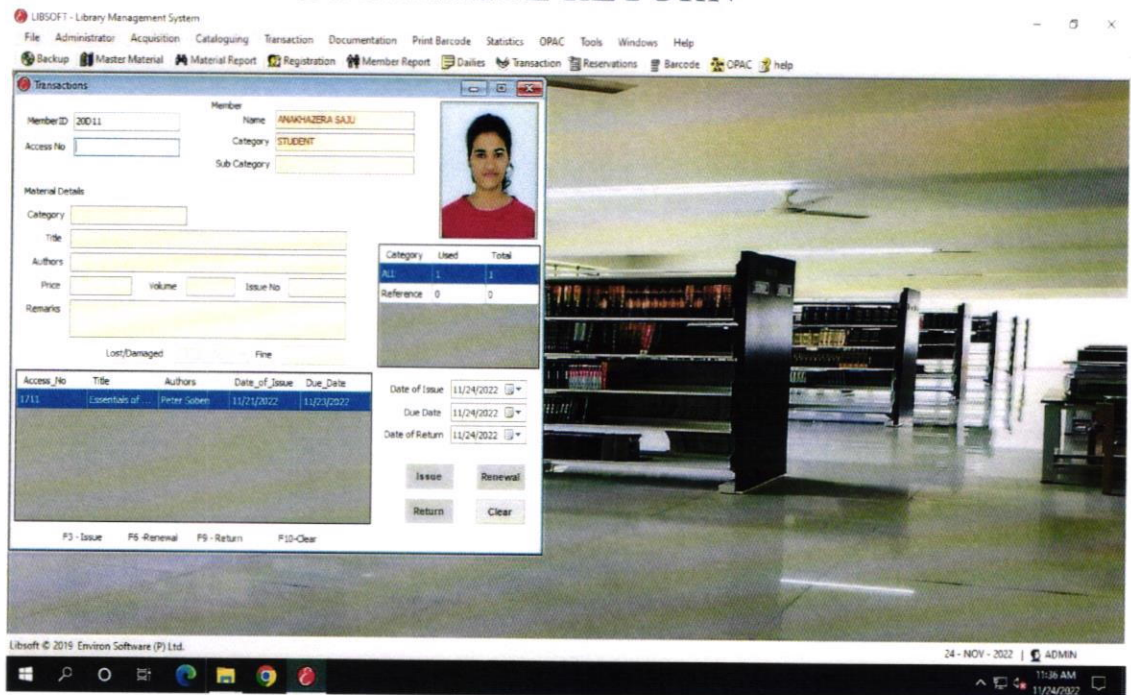 LIBSOFT - Library Management System
File Administrator Acquisition Cataloguing Transaction Documentation Print Barcode Statistics OPAC Tools Windows Help
Backup Master Material Material Report Registration Member Report Dailies Transaction Reservations Barcode OPAC help
Transactions
Member
MemberID 20D11 Name ANAKHAZERA SAJU
Access No Category STUDENT
Sub Category
Material Details
Category
Title
Authors
Price Volume Issue No
Remarks
Lost/Damaged Fine
Category Used Total
ALL 1 1
Reference 0 0
Access_No Title Authors Date_of_Issue Due_Date
1711 Essentials of ... Peter Soben 11/21/2022 11/23/2022
Date of Issue 11/24/2022
Due Date 11/24/2022
Date of Return 11/24/2022
Issue Renewal
Return Clear
F3 - Issue F6 -Renewal F9 - Return F10-Clear
Libsoft © 2019 Environ Software (P) Ltd.
24 - NOV - 2022 | ADMIN
11:36 AM
11/24/2022